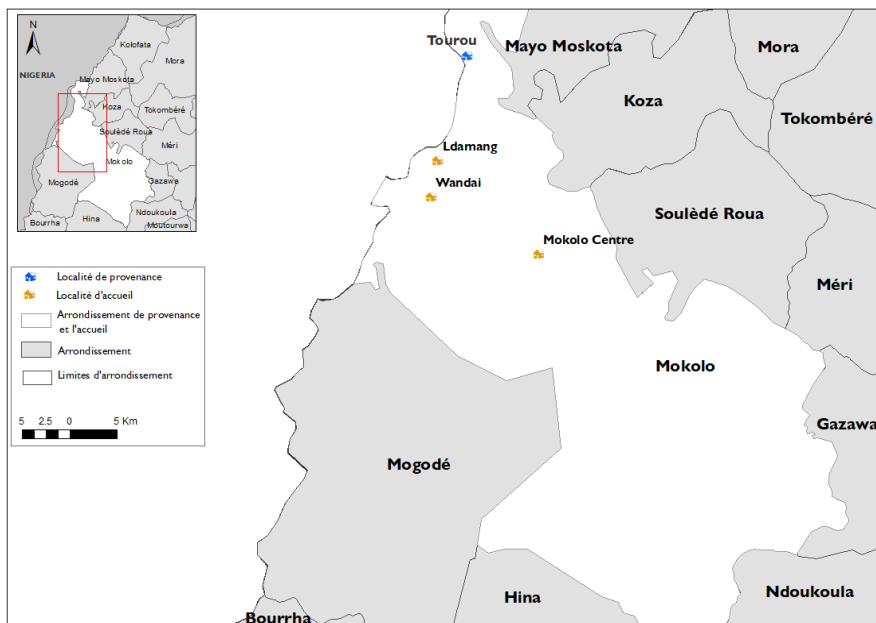 N
NIGERIA
Kolofata
Mora
Mayo Moskota
Koza
Tokombéré
Soulèdé Roua
Méri
Mokolo
Mogodé
Gazawa
Bourrha
Hina
Ndoukoula
Moutourwa
Localité de provenance
Localité d'accueil
Arrondissement de provenance
et l'accueil
Arrondissement
Limites d'arrondissement
5 2.5 0 5 Km
Tourou
Mayo Moskota
Mora
Koza
Tokombéré
Ldamang
Wandai
Soulèdé Roua
Mokolo Centre
Méri
Mokolo
Gazawa
Mogodé
Hina
Ndoukoula
Bourrha